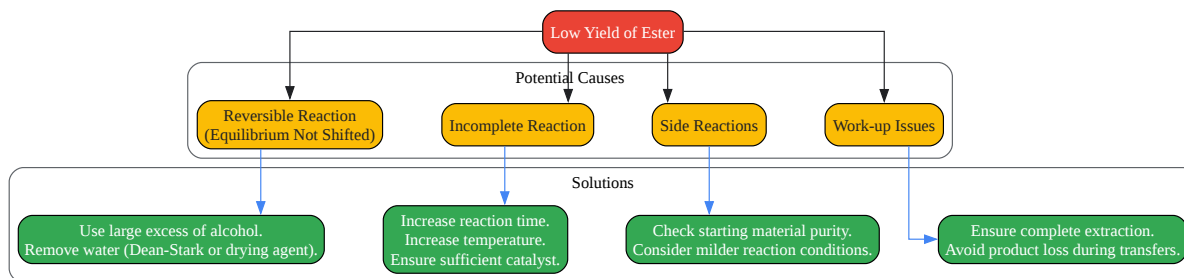 Low Yield of Ester
Potential Causes
Reversible Reaction
(Equilibrium Not Shifted)
Incomplete Reaction
Side Reactions
Work-up Issues
Solutions
Use large excess of alcohol.
Remove water (Dean-Stark or drying agent).
Increase reaction time.
Increase temperature.
Ensure sufficient catalyst.
Check starting material purity.
Consider milder reaction conditions.
Ensure complete extraction.
Avoid product loss during transfers.